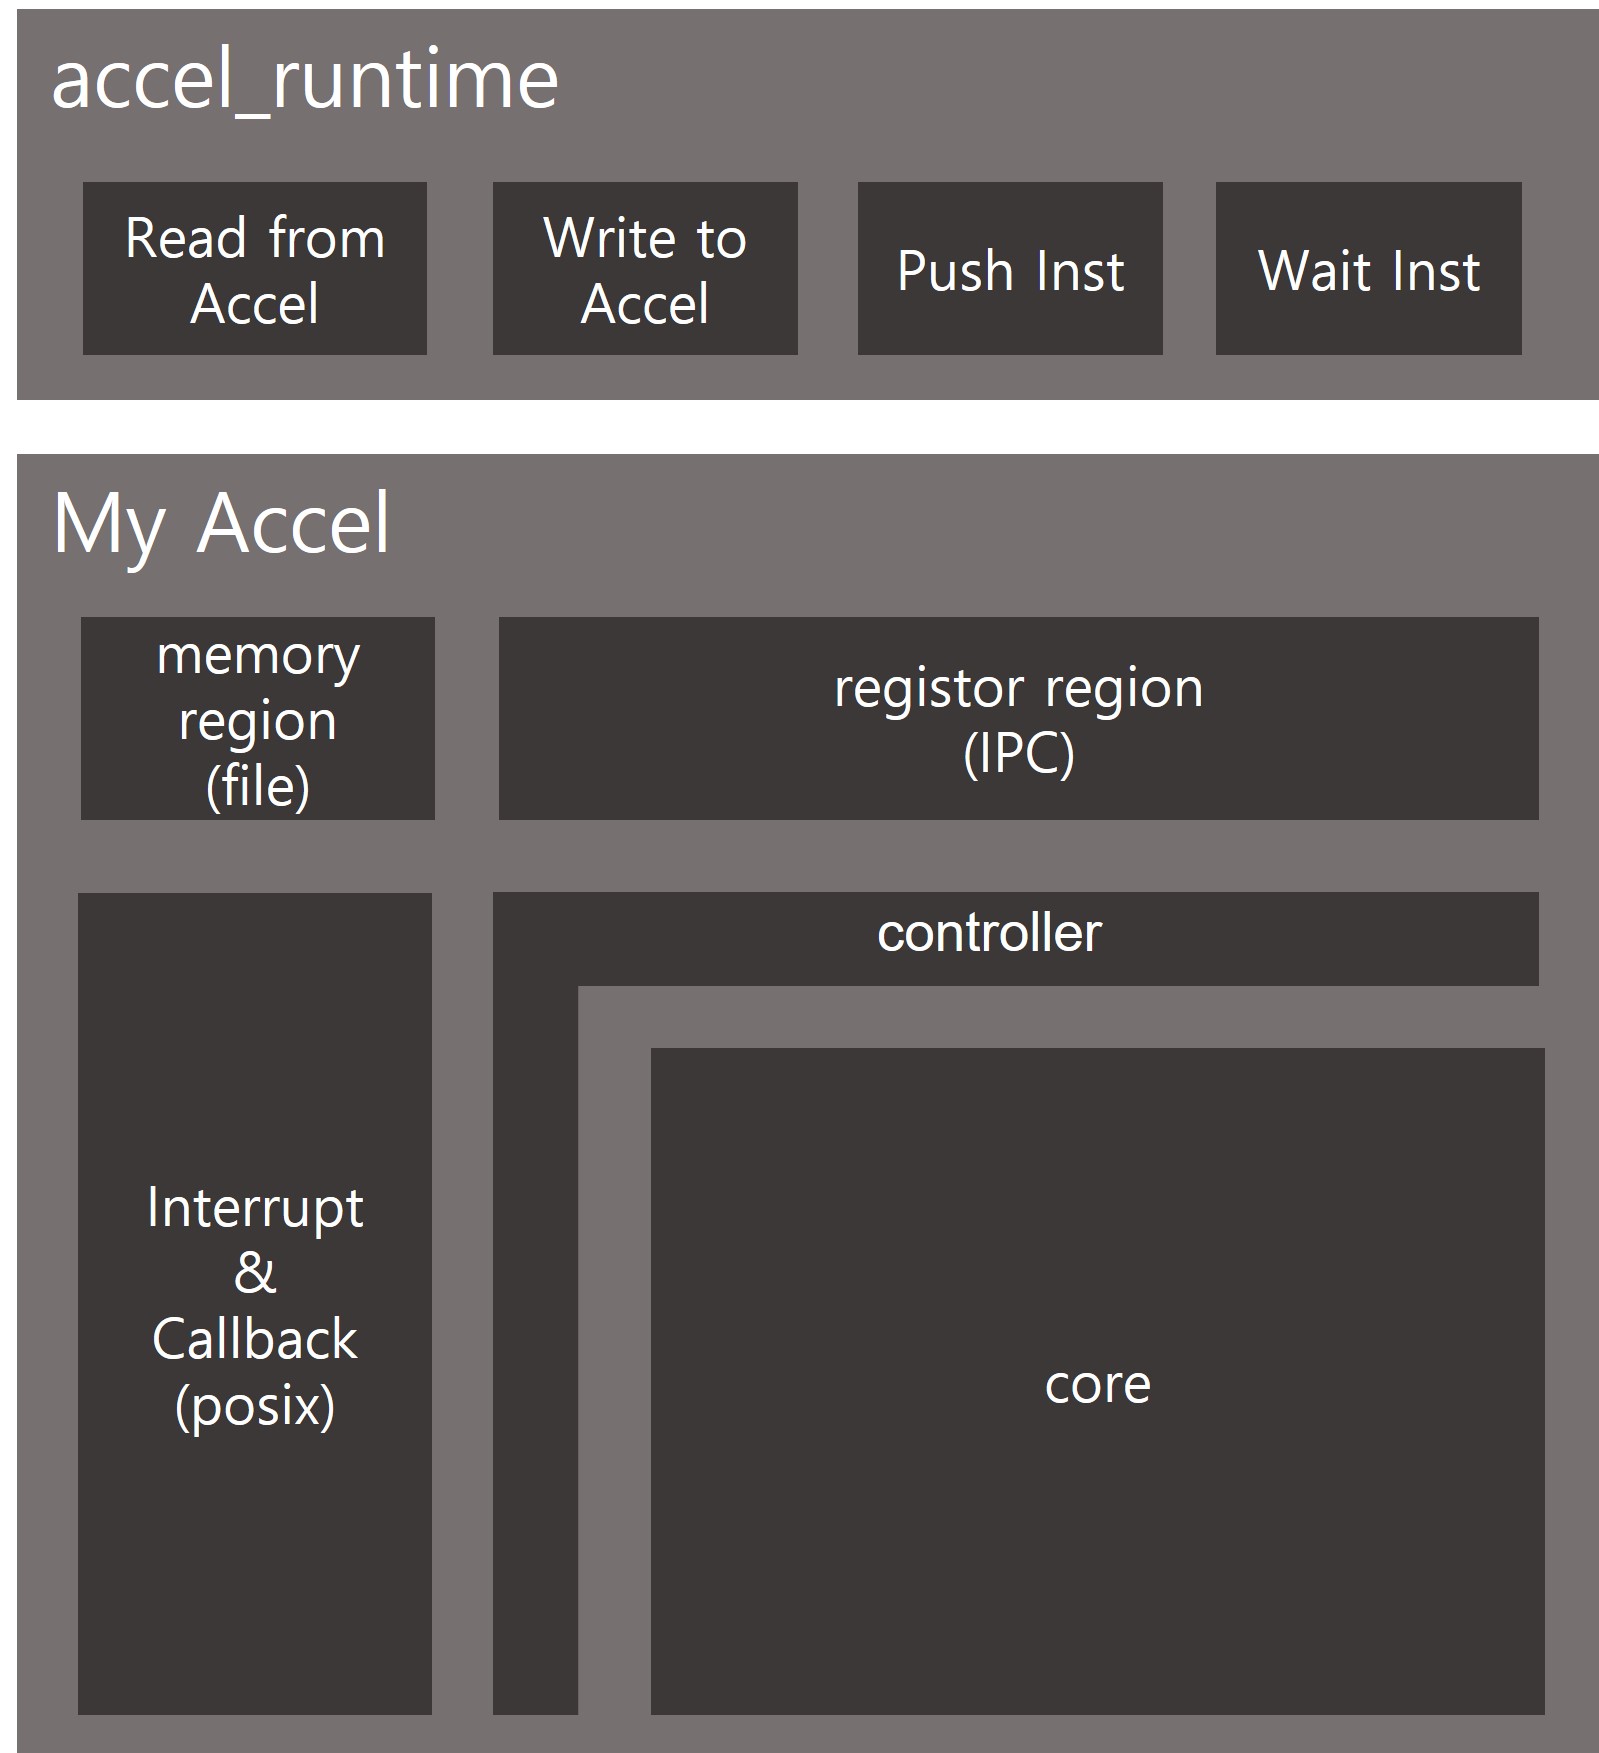 accel_runtime
Read from
Accel
Write to
Accel
Push Inst
Wait Inst
My Accel
memory
region
(file)
registor region
(IPC)
Interrupt
&
Callback
(posix)
controller
core